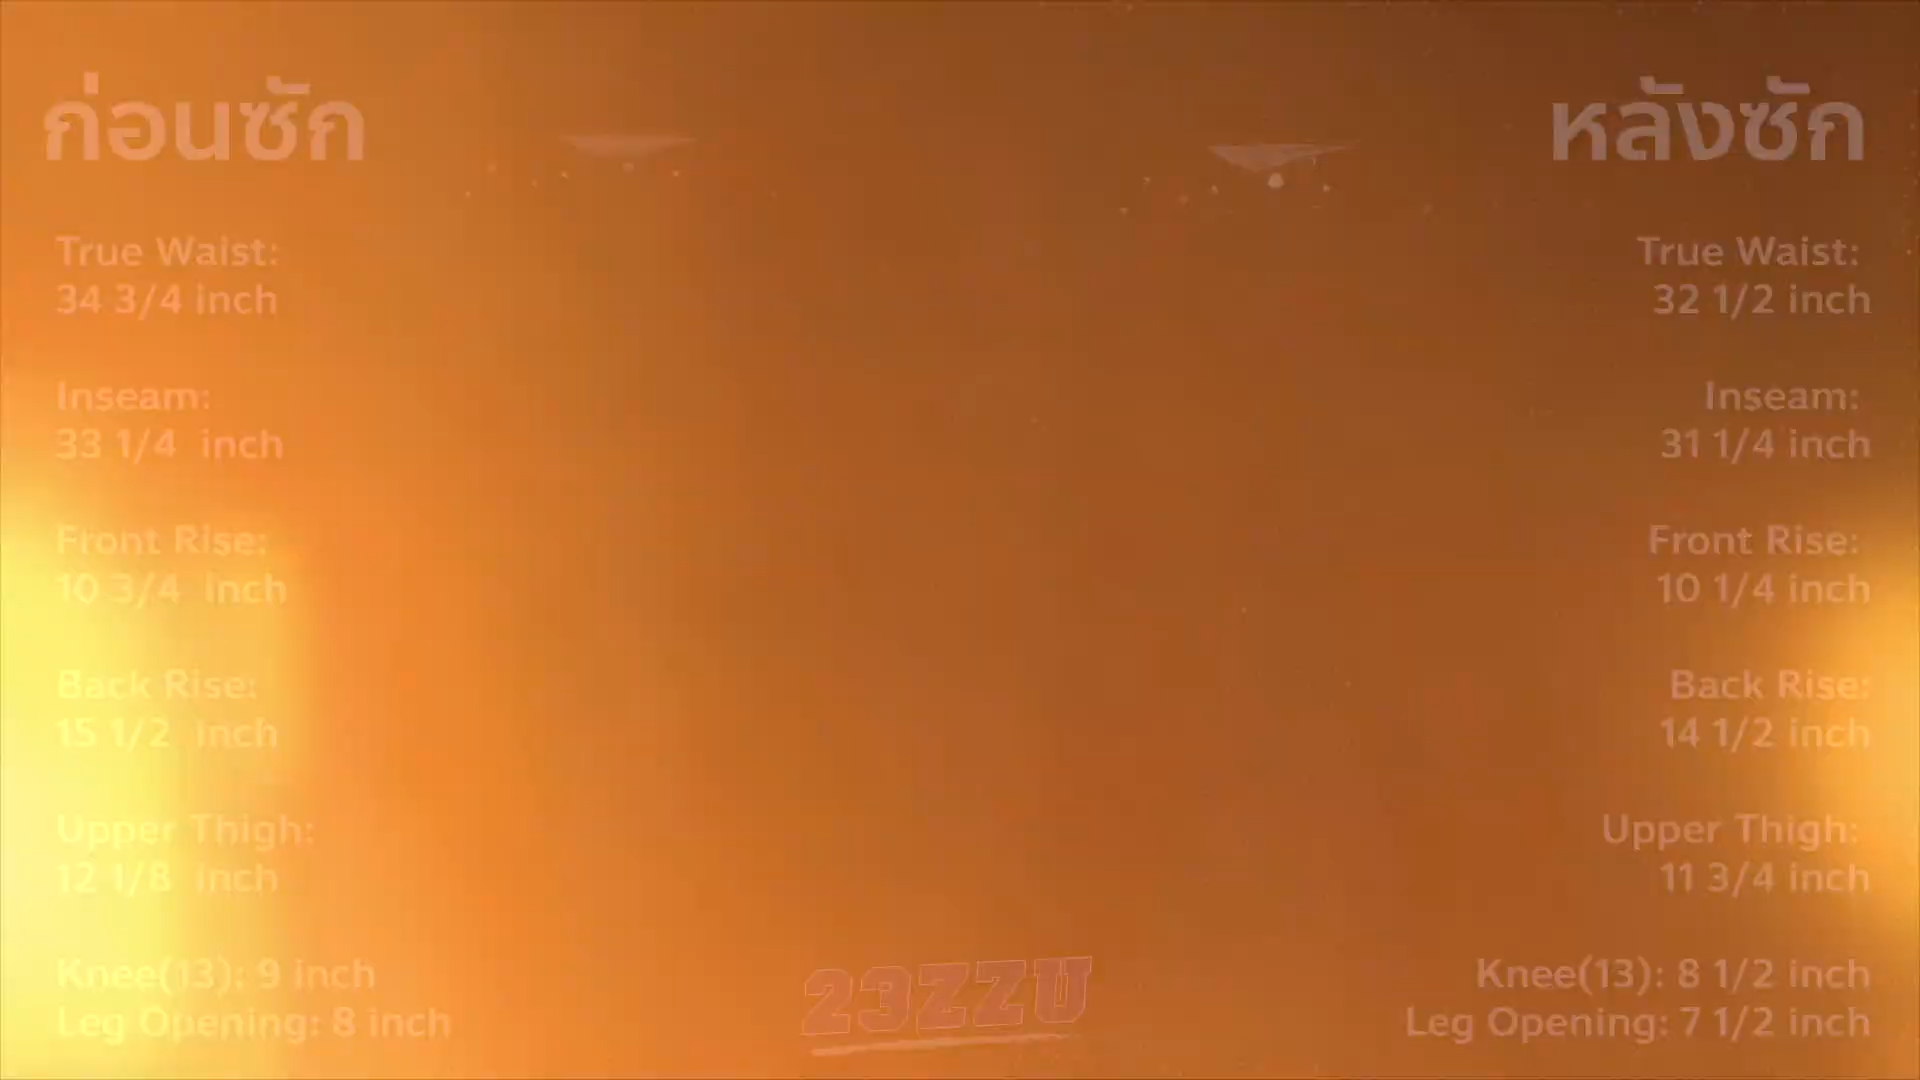 ก่อนซัก
True Waist:
34 3/4 inch
Inseam:
33 1/4 inch
Front Rise:
10 3/4 inch
Back Rise:
15 1/2 inch
Upper Thigh:
12 1/8 inch
Knee(13): 9 inch
Leg Opening: 8 inch
หลังซัก
True Waist:
32 1/2 inch
Inseam:
31 1/4 inch
Front Rise:
10 1/4 inch
Back Rise:
14 1/2 inch
Upper Thigh:
11 3/4 inch
Knee(13): 8 1/2 inch
Leg Opening: 7 1/2 inch
23ZZU